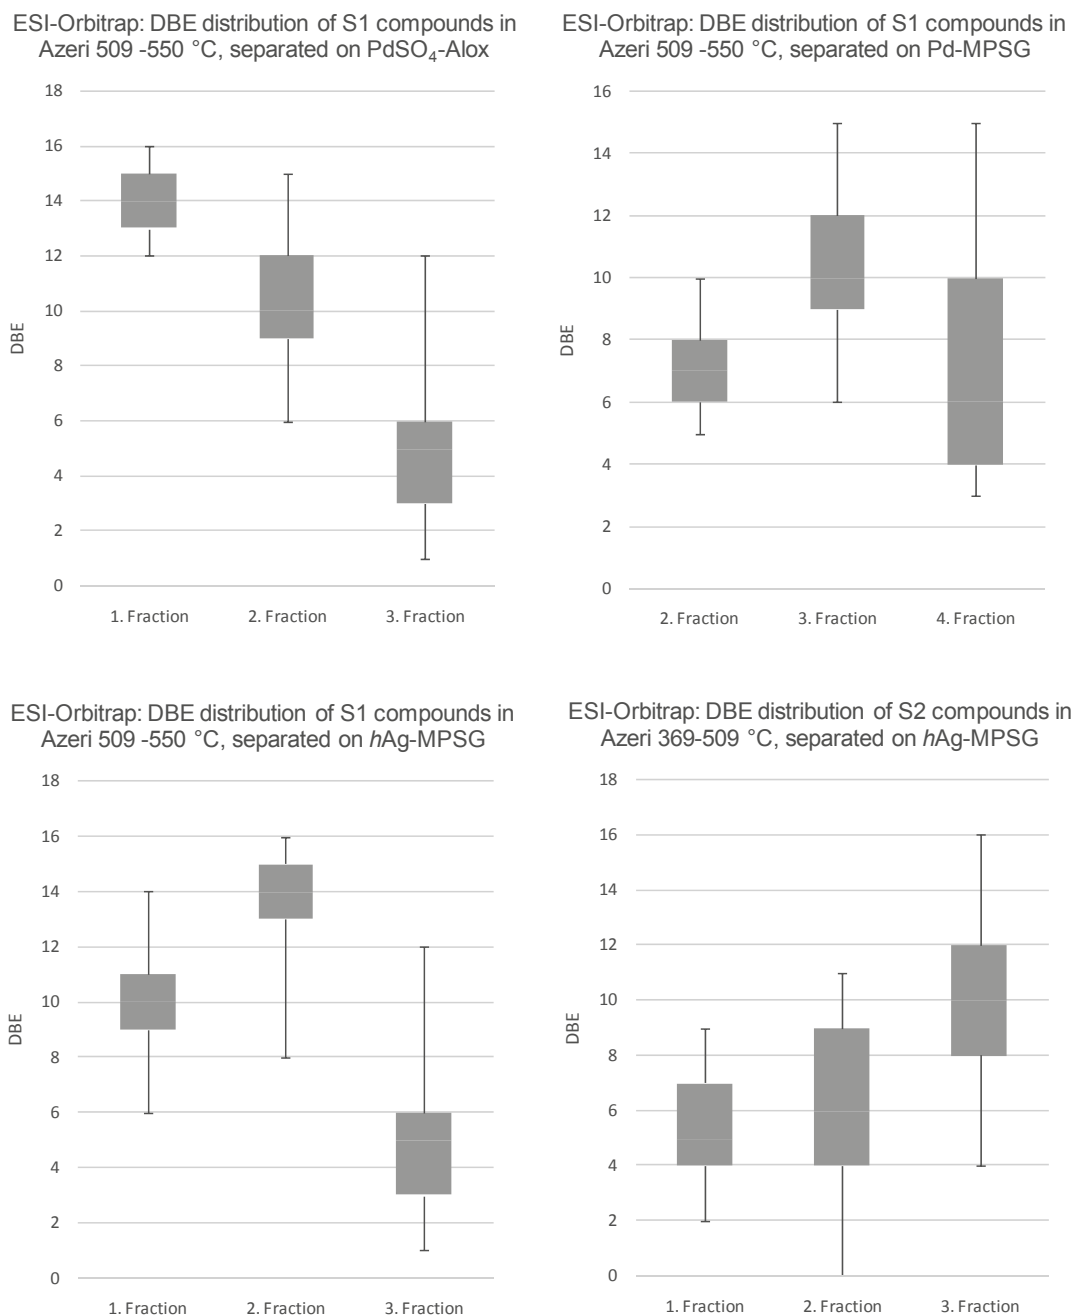 ESI-Orbitrap: DBE distribution of S1 compounds in
Azeri 509 -550 °C, separated on PdSO₄-Alox
18
16
14
12
10
8
6
4
2
0
DBE
1. Fraction 2. Fraction 3. Fraction
ESI-Orbitrap: DBE distribution of S1 compounds in
Azeri 509 -550 °C, separated on Pd-MPSG
16
14
12
10
8
6
4
2
0
DBE
2. Fraction 3. Fraction 4. Fraction
ESI-Orbitrap: DBE distribution of S1 compounds in
Azeri 509 -550 °C, separated on hAg-MPSG
18
16
14
12
10
8
6
4
2
0
DBE
1. Fraction 2. Fraction 3. Fraction
ESI-Orbitrap: DBE distribution of S2 compounds in
Azeri 369-509 °C, separated on hAg-MPSG
18
16
14
12
10
8
6
4
2
0
DBE
1. Fraction 2. Fraction 3. Fraction